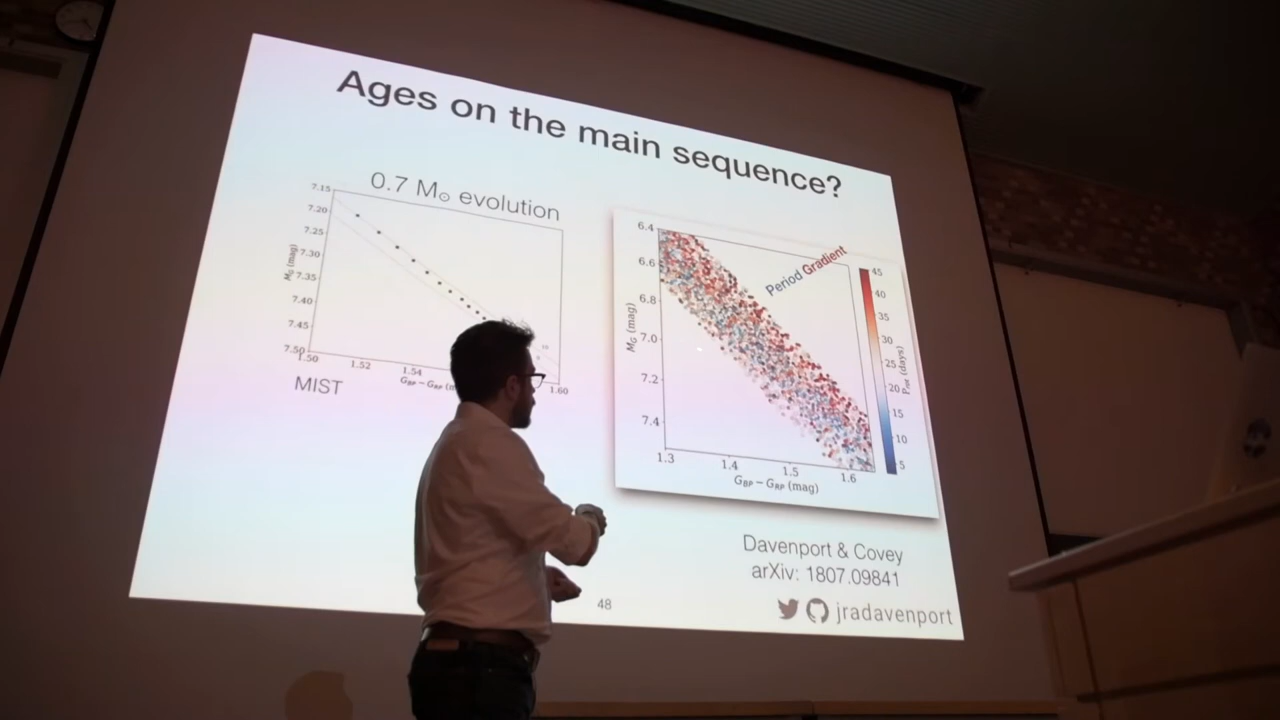 Ages on the main sequence?
0.7 M⊙ evolution
7.15
7.20
7.25
7.30
7.35
7.40
7.45
7.50
M_G (mag)
1.50
1.52
1.54
1.60
G_BP − G_RP
MIST
Period Gradient
6.4
6.6
6.8
7.0
7.2
7.4
M_G (mag)
1.3
1.4
1.5
1.6
G_BP − G_RP (mag)
45
40
35
30
25
20
15
10
5
P_rot (days)
Davenport & Covey
arXiv: 1807.09841
jradavenport
48